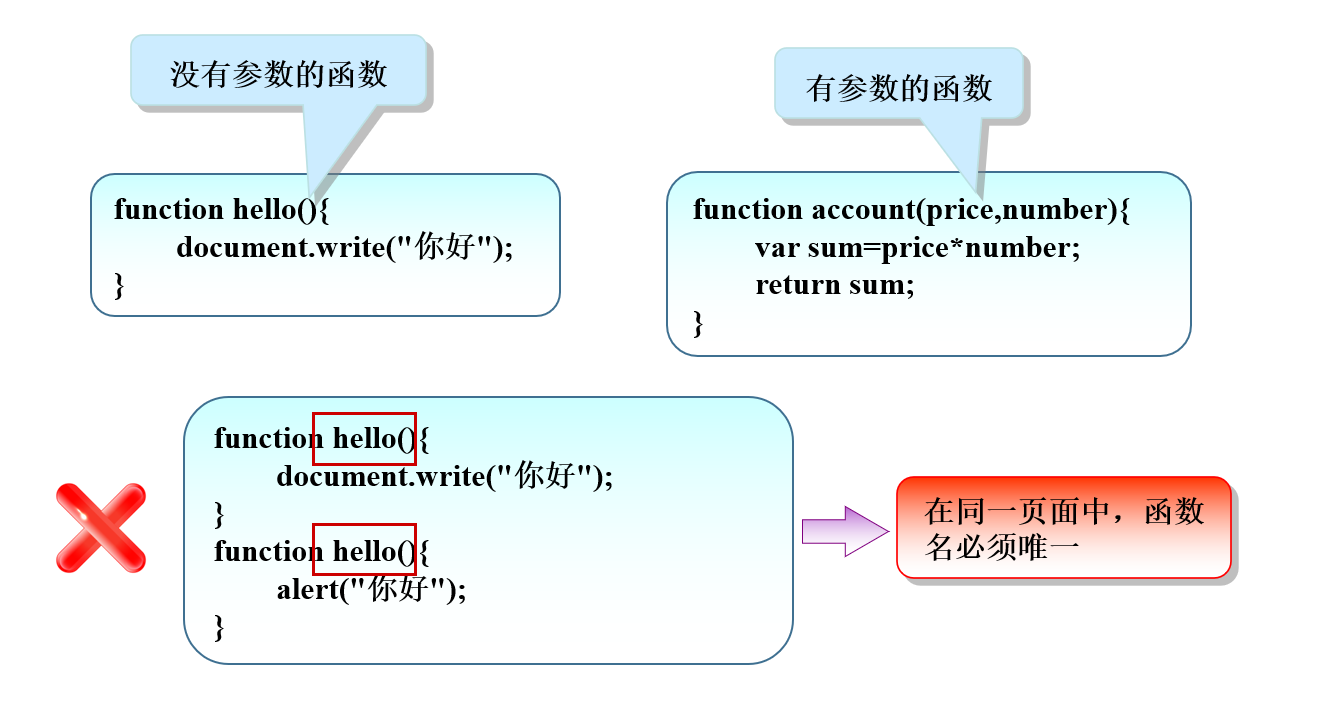 没有参数的函数
有参数的函数
function hello(){
document.write("你好");
}
function account(price,number){
var sum=price*number;
return sum;
}
function hello(){
document.write("你好");
}
function hello(){
alert("你好");
}
在同一页面中，函数
名必须唯一